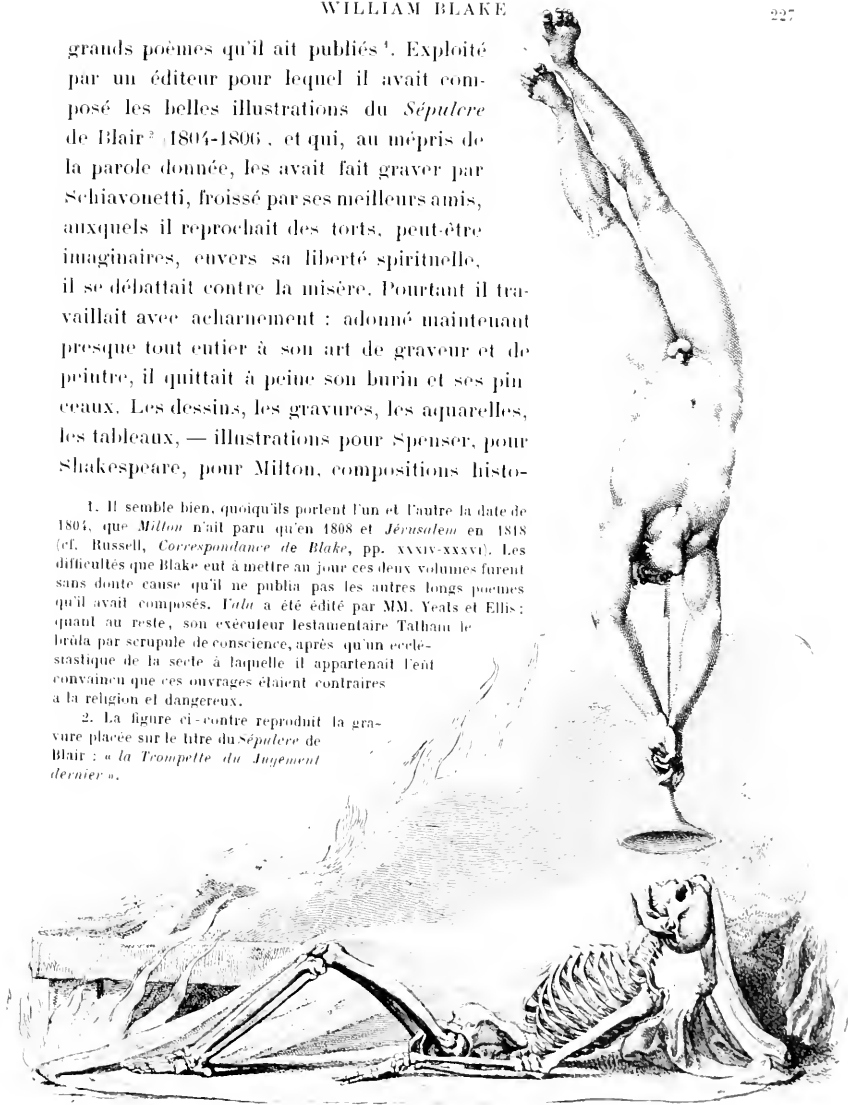 WILLIAM BLAKE 227
grands poèmes qu'il ait publiés ¹. Exploité
par un éditeur pour lequel il avait com-
posé les belles illustrations du Sépulcre
de Blair ² (1804-1806), et qui, au mépris de
la parole donnée, les avait fait graver par
Schiavonetti, froissé par ses meilleurs amis,
auxquels il reprochait des torts, peut-être
imaginaires, envers sa liberté spirituelle,
il se débattait contre la misère. Pourtant il tra-
vaillait avec acharnement : adonné maintenant
presque tout entier à son art de graveur et de
peintre, il quittait à peine son burin et ses pin
ceaux. Les dessins, les gravures, les aquarelles,
les tableaux, — illustrations pour Spenser, pour
Shakespeare, pour Milton, compositions histo-
1. Il semble bien, quoiqu'ils portent l'un et l'autre la date de
1804, que Milton n'ait paru qu'en 1808 et Jérusalem en 1818
(cf. Russell, Correspondance de Blake, pp. xxxiv-xxxvi). Les
difficultés que Blake eut à mettre au jour ces deux volumes furent
sans doute cause qu'il ne publia pas les autres longs poèmes
qu'il avait composés. Vala a été édité par MM. Yeats et Ellis ;
quant au reste, son exécuteur testamentaire Tatham le
brûla par scrupule de conscience, après qu'un ecclé-
siastique de la secte à laquelle il appartenait l'eût
convaincu que ces ouvrages étaient contraires
a la religion et dangereux.
2. La figure ci-contre reproduit la gra-
vure placée sur le titre du Sépulcre de
Blair : « la Trompette du Jugement
dernier ».